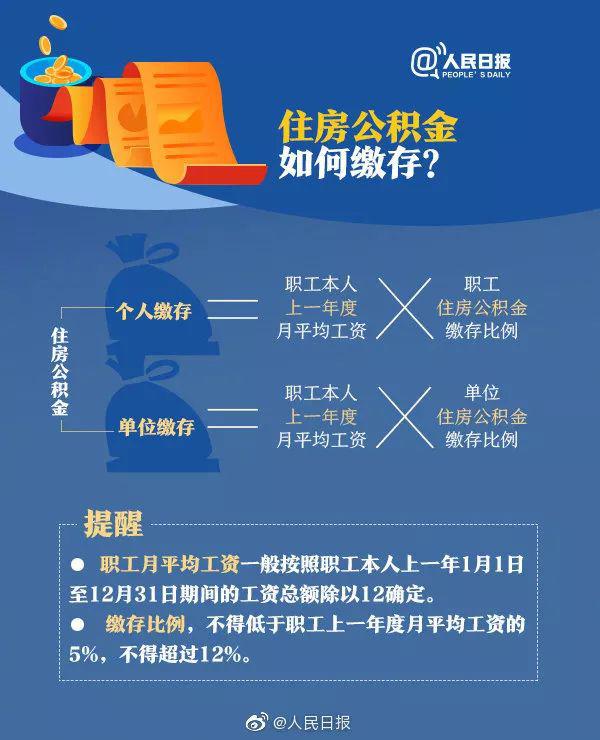 @人民日报
PEOPLE'S DAILY
住房公积金
如何缴存?
住房公积金
个人缴存
职工本人
上一年度
月平均工资
职工
住房公积金
缴存比例
单位缴存
职工本人
上一年度
月平均工资
单位
住房公积金
缴存比例
提醒
● 职工月平均工资一般按照职工本人上一年1月1日
至12月31日期间的工资总额除以12确定。
● 缴存比例，不得低于职工上一年度月平均工资的
5%，不得超过12%。
@人民日报